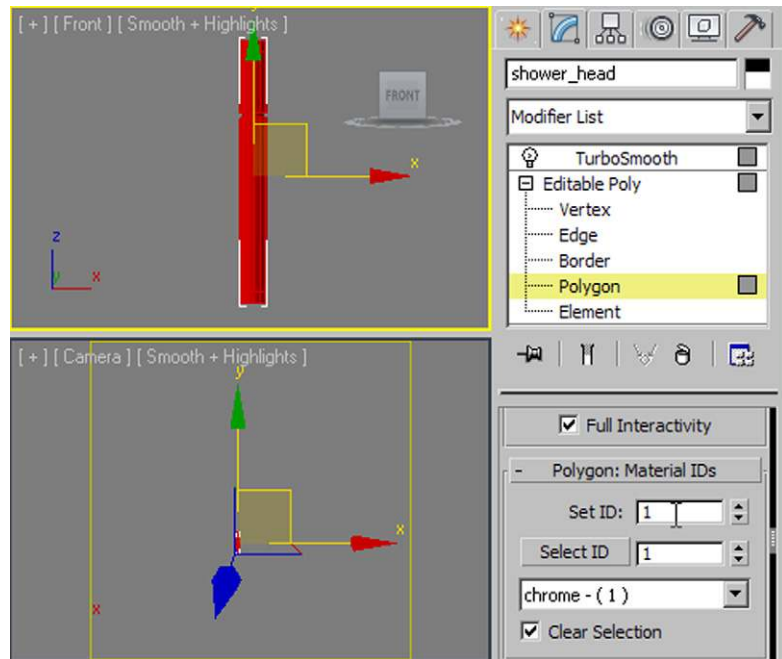 [ + ] [ Front ] [ Smooth + Highlights ]
y
FRONT
x
z
y
x
[ + ] [ Camera ] [ Smooth + Highlights ]
y
x
x
shower_head
Modifier List
TurboSmooth
Editable Poly
Vertex
Edge
Border
Polygon
Element
Full Interactivity
- Polygon: Material IDs
Set ID: 1
Select ID 1
chrome - ( 1 )
Clear Selection